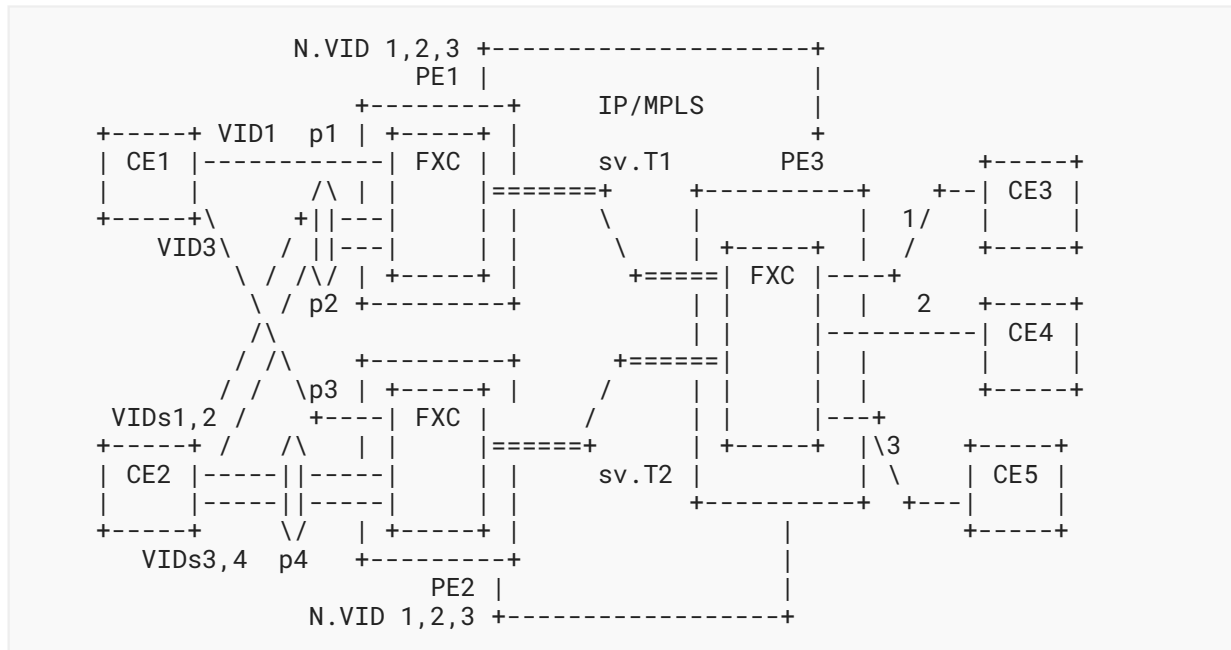 N.VID 1,2,3
PE1
IP/MPLS
VID1 p1
CE1 FXC sv.T1 PE3
CE3
1
VID3
FXC
p2 2
CE4
p3
VIDs1,2 FXC
3
CE2 sv.T2 CE5
VIDs3,4 p4
PE2
N.VID 1,2,3